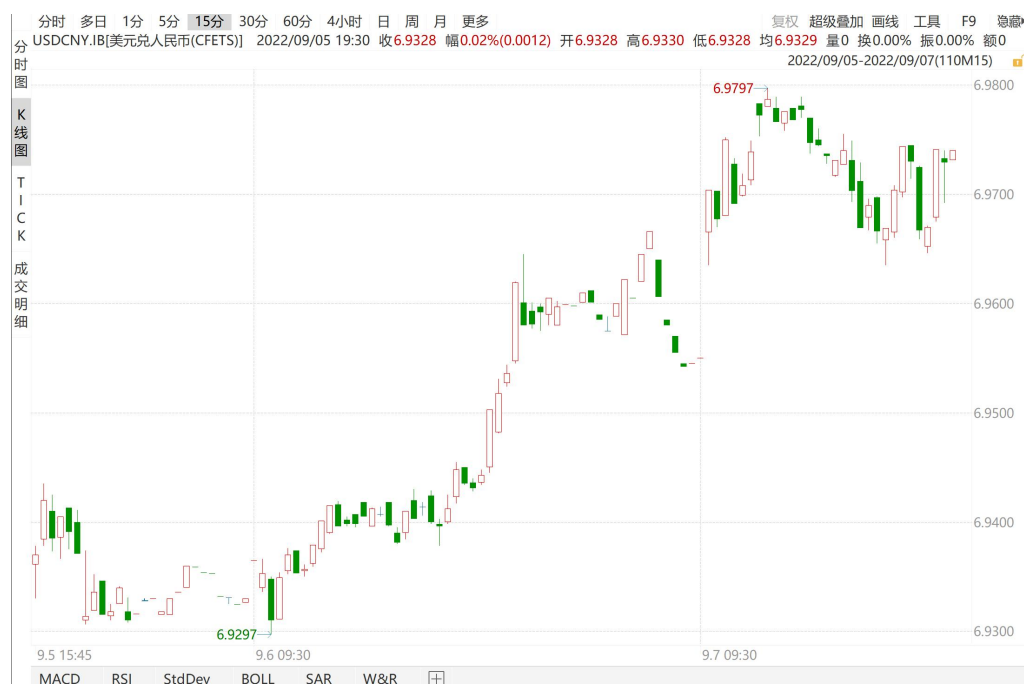 分时 多日 1分 5分 15分 30分 60分 4小时 日 周 月 更多 复权 超级叠加 画线 工具 F9 隐藏
USDCNY.IB[美元兑人民币(CFETS)] 2022/09/05 19:30 收6.9328 幅0.02%(0.0012) 开6.9328 高6.9330 低6.9328 均6.9329 量0 换0.00% 振0.00% 额0
2022/09/05-2022/09/07(110M15)
分时图
K线图
TICK
成交明细
6.9797
6.9297
6.9800
6.9700
6.9600
6.9500
6.9400
6.9300
9.5 15:45 9.6 09:30 9.7 09:30
MACD RSI StdDev BOLL SAR W&R